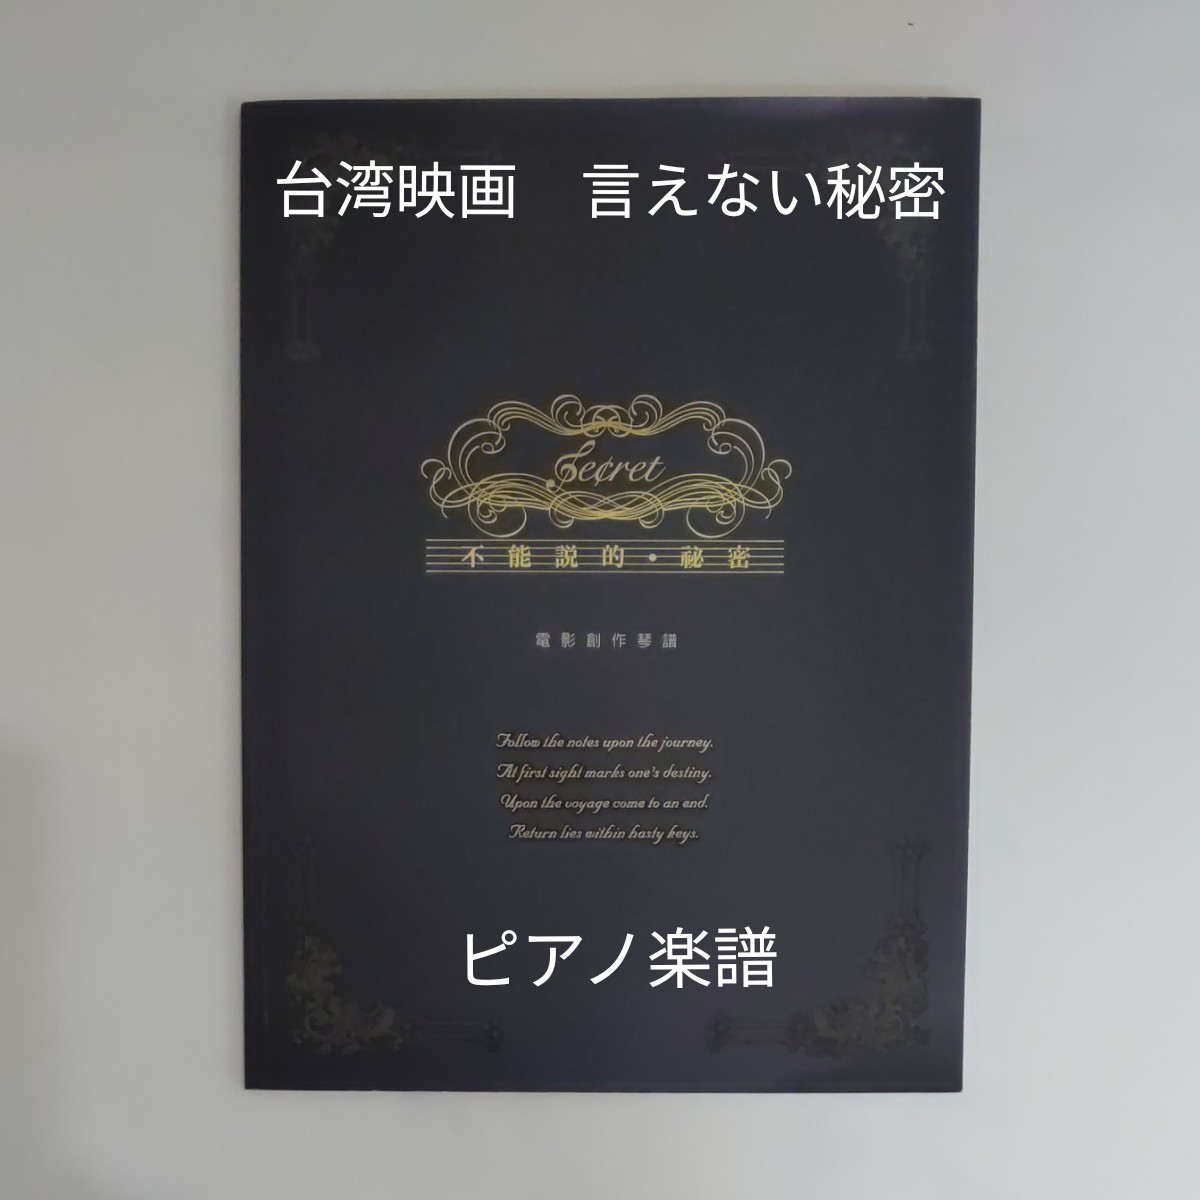 台湾映画　言えない秘密
Secret
不能説的・祕密
電影創作琴譜
Follow the notes upon the journey.
At first sight marks one's destiny.
Upon the voyage come to an end.
Return lies within hasty keys.
ピアノ楽譜